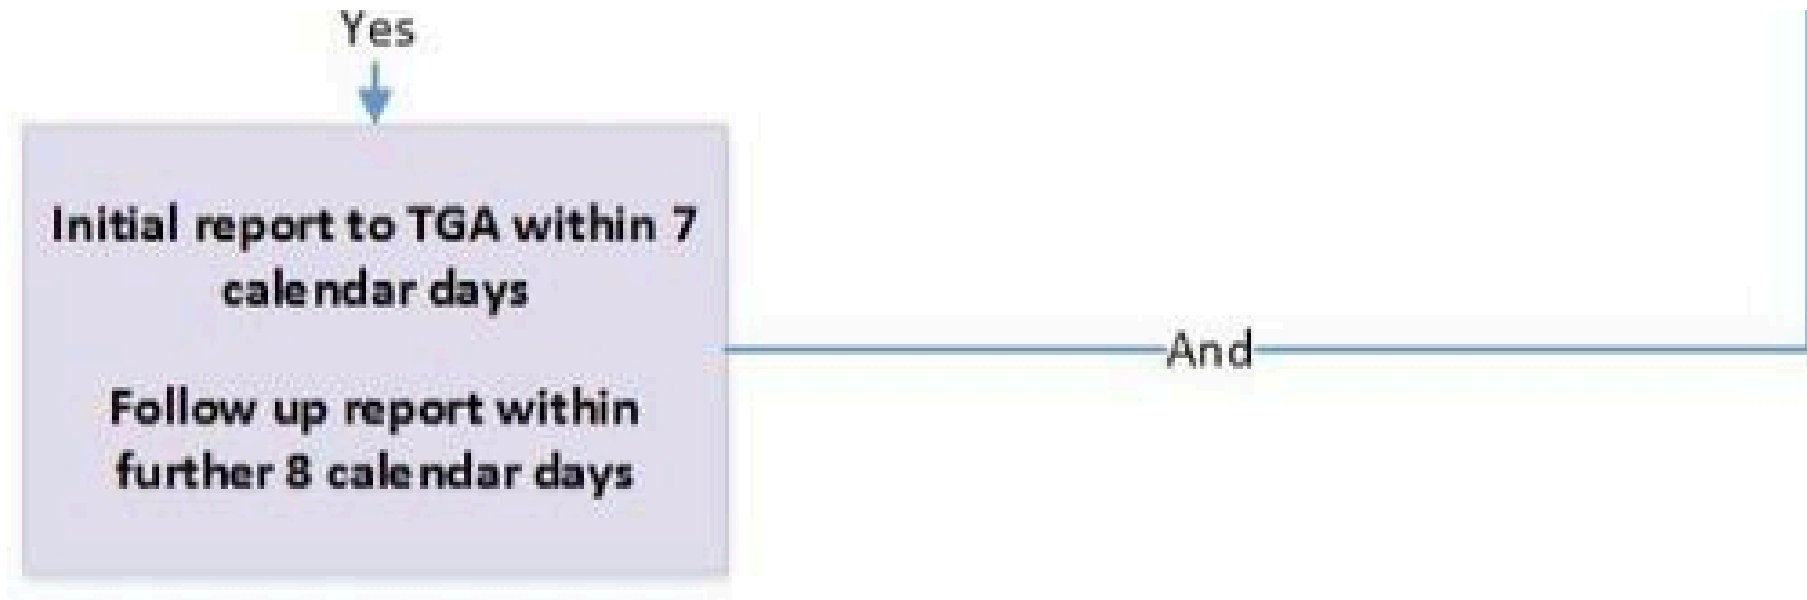 Yes
Initial report to TGA within 7
calendar days
Follow up report within
further 8 calendar days
And